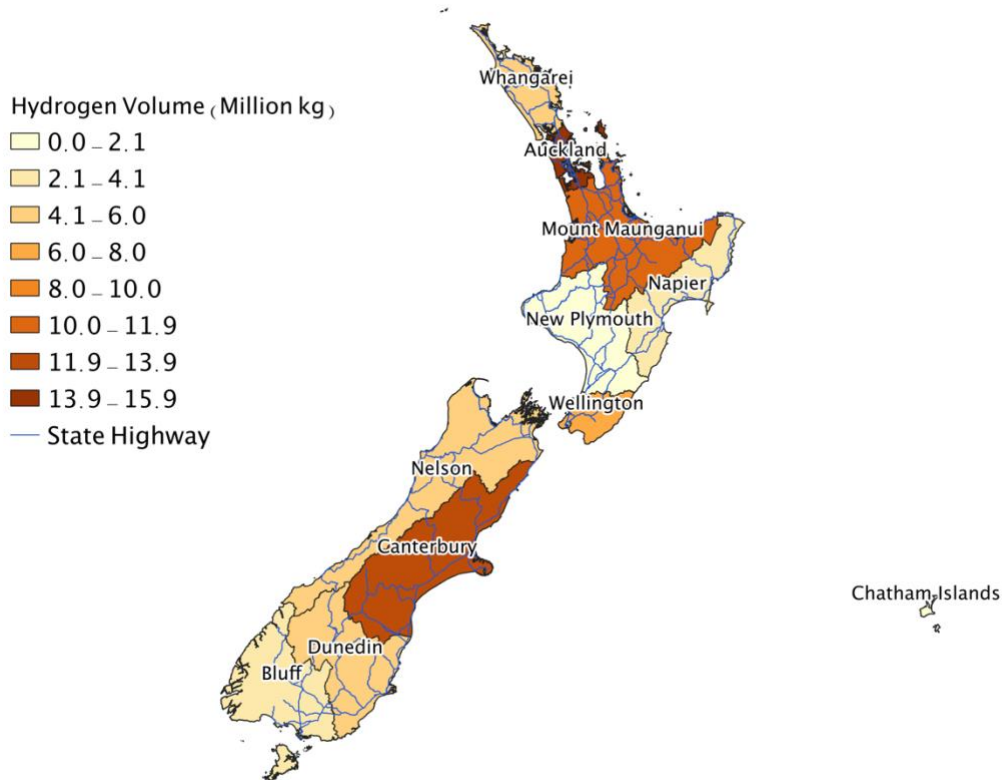 Hydrogen Volume (Million kg)
0.0 – 2.1
2.1 – 4.1
4.1 – 6.0
6.0 – 8.0
8.0 – 10.0
10.0 – 11.9
11.9 – 13.9
13.9 – 15.9
State Highway
Whangarei
Auckland
Mount Maunganui
Napier
New Plymouth
Wellington
Nelson
Canterbury
Chatham Islands
Dunedin
Bluff